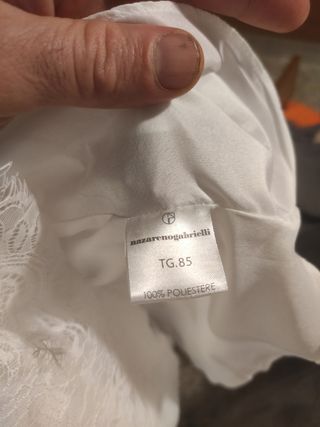 nazarenogabrielli
TG.85
100% POLIESTERE